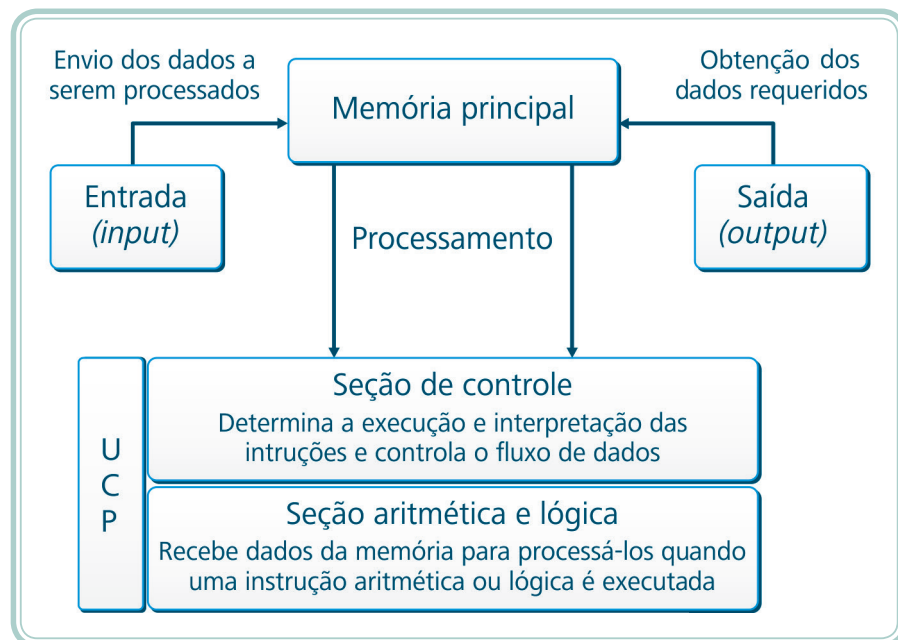 Envio dos dados a
serem processados
Memória principal
Obtenção dos
dados requeridos
Entrada
(input)
Processamento
Saída
(output)
U
C
P
Seção de controle
Determina a execução e interpretação das
intruções e controla o fluxo de dados
Seção aritmética e lógica
Recebe dados da memória para processá-los quando
uma instrução aritmética ou lógica é executada